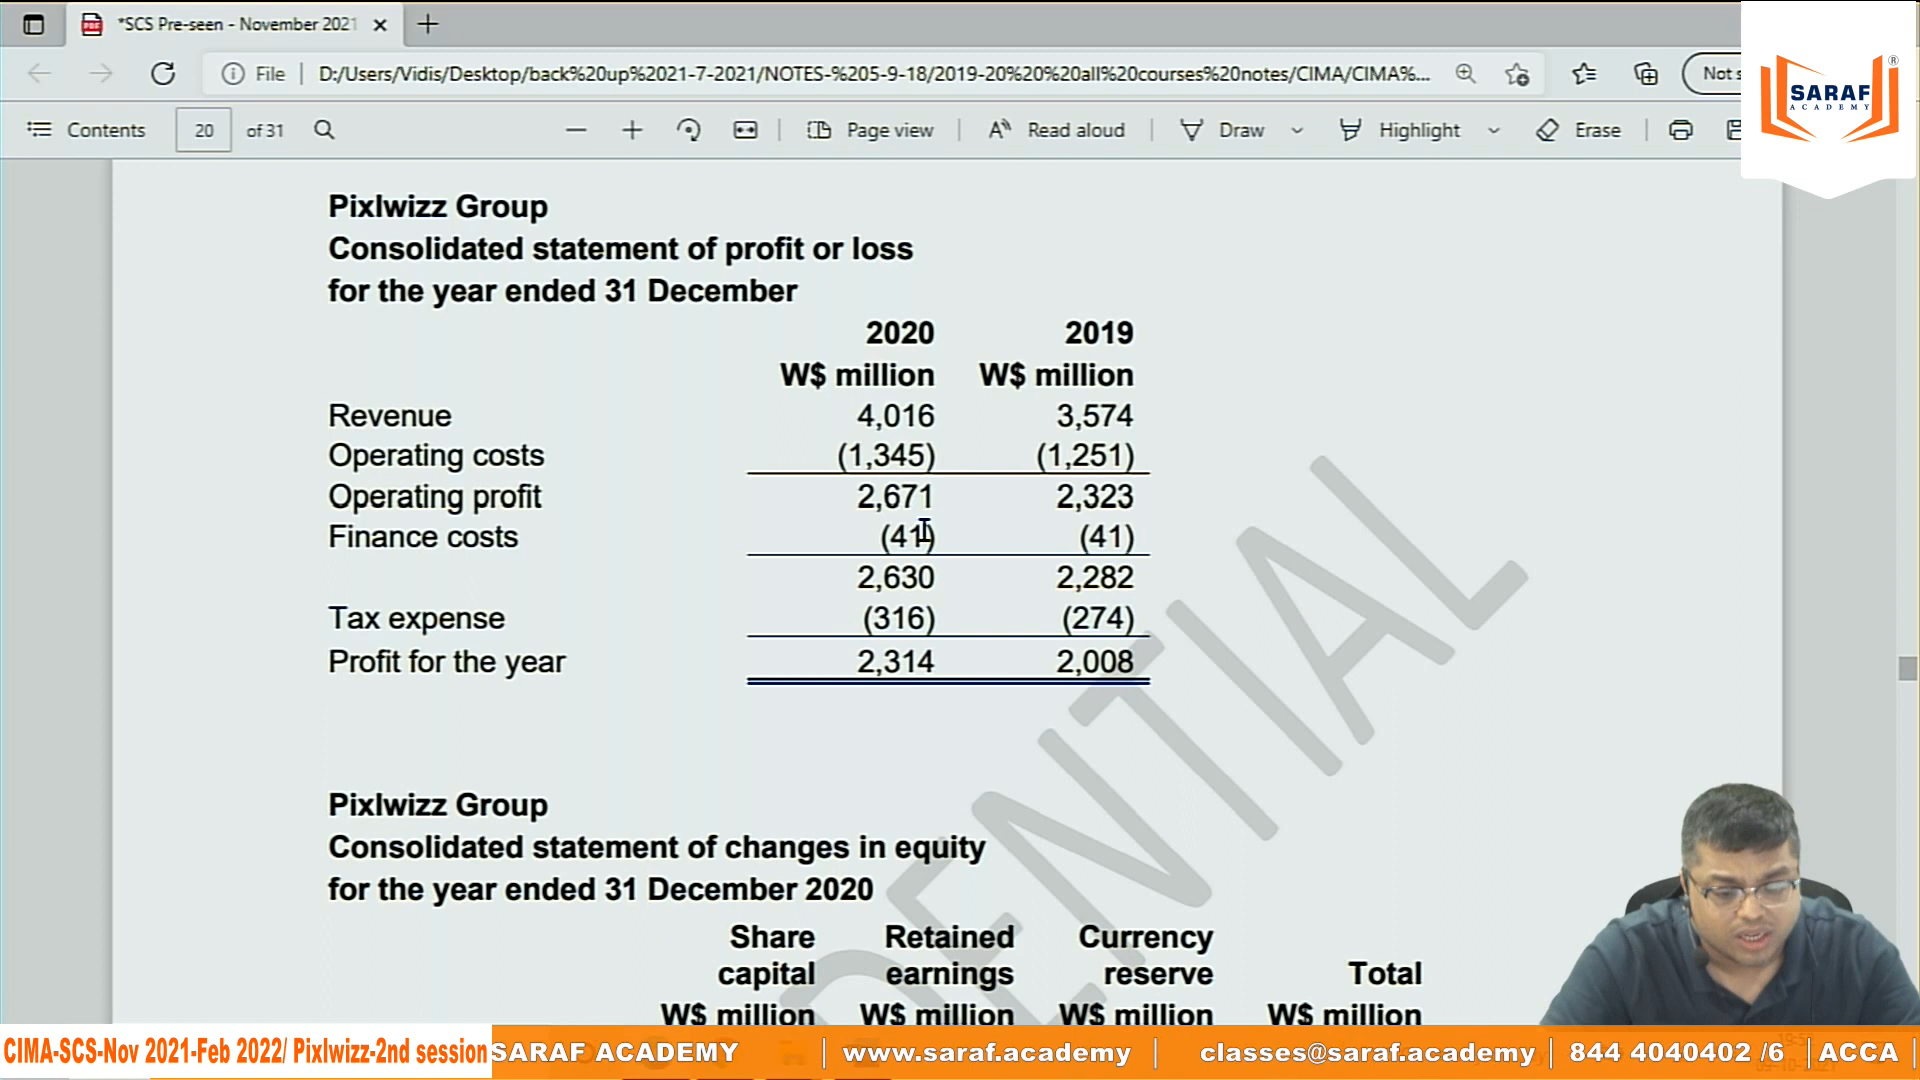 *SCS Pre-seen - November 2021
File | D:/Users/Vidis/Desktop/back%20up%2021-7-2021/NOTES-%205-9-18/2019-20%20%20all%20courses%20notes/CIMA/CIMA%... Not s
Contents 20 of 31 Page view Read aloud Draw Highlight Erase
SARAF
ACADEMY
Pixlwizz Group
Consolidated statement of profit or loss
for the year ended 31 December
2020 2019
W$ million W$ million
Revenue 4,016 3,574
Operating costs (1,345) (1,251)
Operating profit 2,671 2,323
Finance costs (41) (41)
2,630 2,282
Tax expense (316) (274)
Profit for the year 2,314 2,008
Pixlwizz Group
Consolidated statement of changes in equity
for the year ended 31 December 2020
Share Retained Currency
capital earnings reserve Total
W$ million W$ million W$ million W$ million
DENTIAL
CIMA-SCS-Nov 2021-Feb 2022/ Pixlwizz-2nd session SARAF ACADEMY | www.saraf.academy | classes@saraf.academy | 844 4040402 /6 | ACCA |